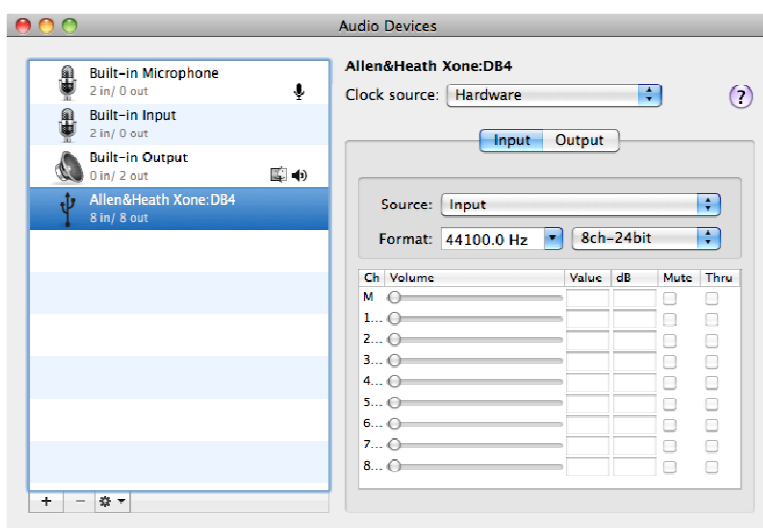 Audio Devices
Built-in Microphone
2 in/ 0 out
Built-in Input
2 in/ 0 out
Built-in Output
0 in/ 2 out
Allen&Heath Xone:DB4
8 in/ 8 out
+ −
Allen&Heath Xone:DB4
Clock source: Hardware ?
Input Output
Source: Input
Format: 44100.0 Hz 8ch-24bit
Ch Volume Value dB Mute Thru
M
1...
2...
3...
4...
5...
6...
7...
8...